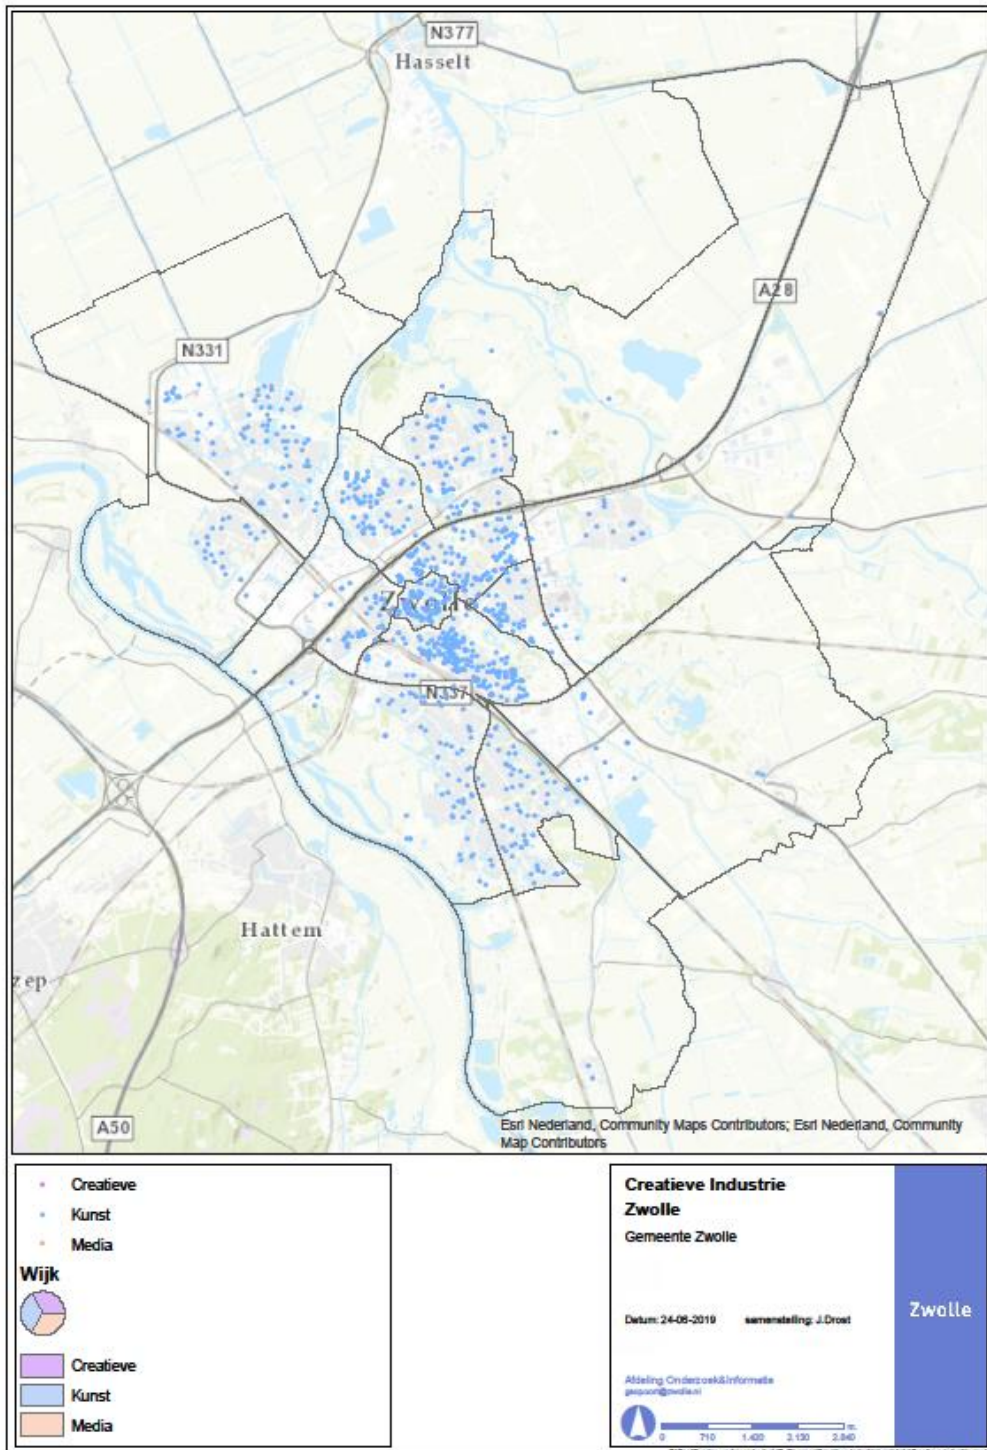 N377
Hasselt
A28
N331
Zwolle
N337
Hattem
zep
A50
Esri Nederland, Community Maps Contributors; Esri Nederland, Community
Map Contributors
Creatieve
Kunst
Media
Wijk
Creatieve
Kunst
Media
Creatieve Industrie
Zwolle
Gemeente Zwolle
Datum: 24-06-2019 samenstelling: J.Drost
Afdeling Onderzoek&Informatie
0 710 1.420 2.130 2.840 m.
Zwolle